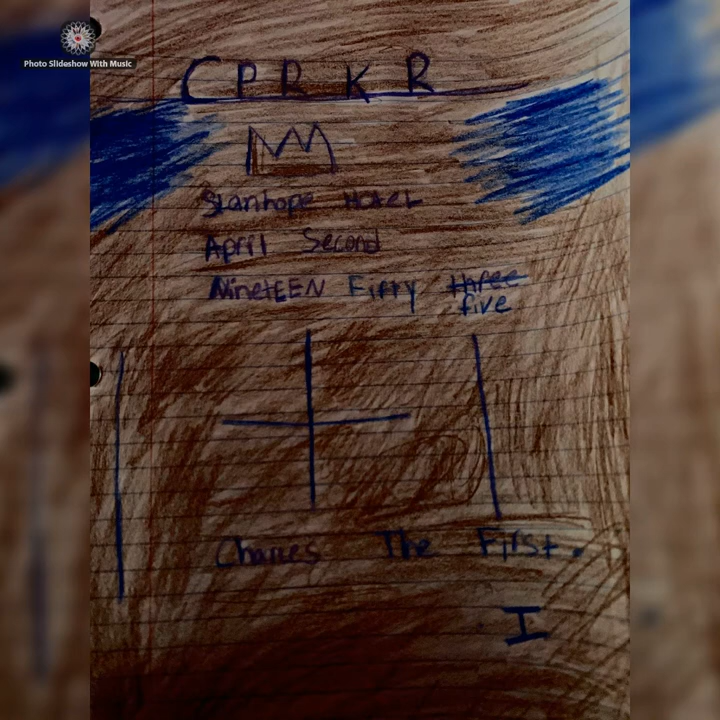 Photo Slideshow With Music
CPRKR
Stanhope Hotel
April Second
NineTEEN Fifty three
five
Charles The First.
I